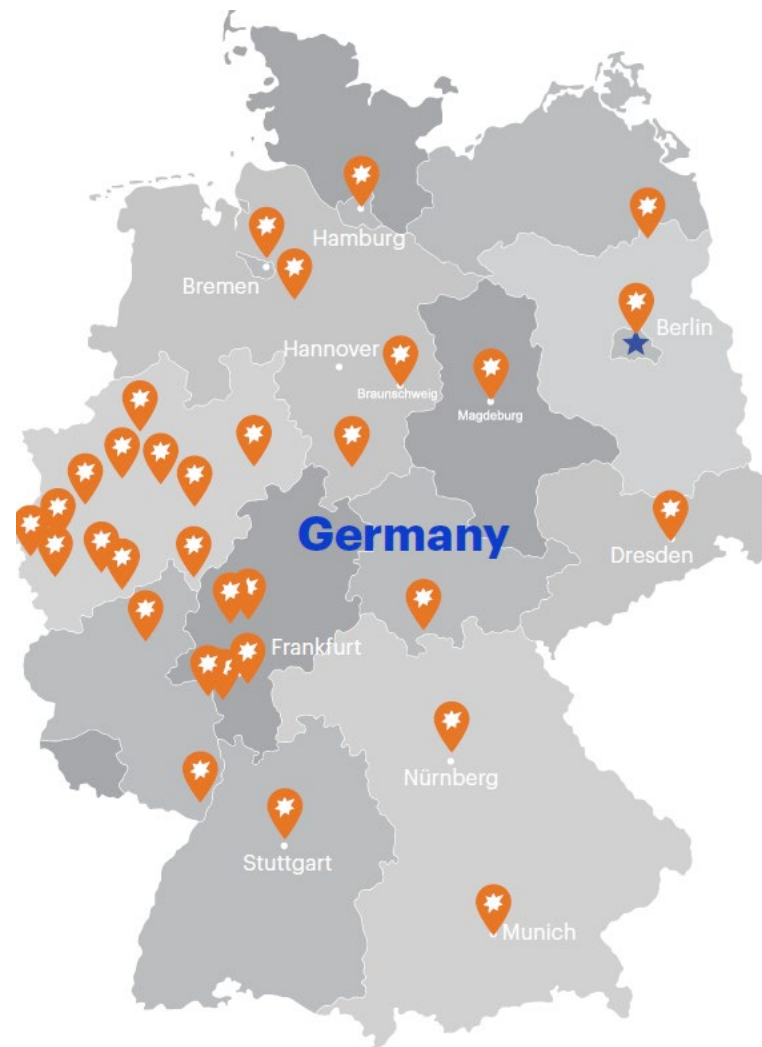 Hamburg
Bremen
Berlin
Hannover
Braunschweig
Magdeburg
Germany
Dresden
Frankfurt
Nürnberg
Stuttgart
Munich